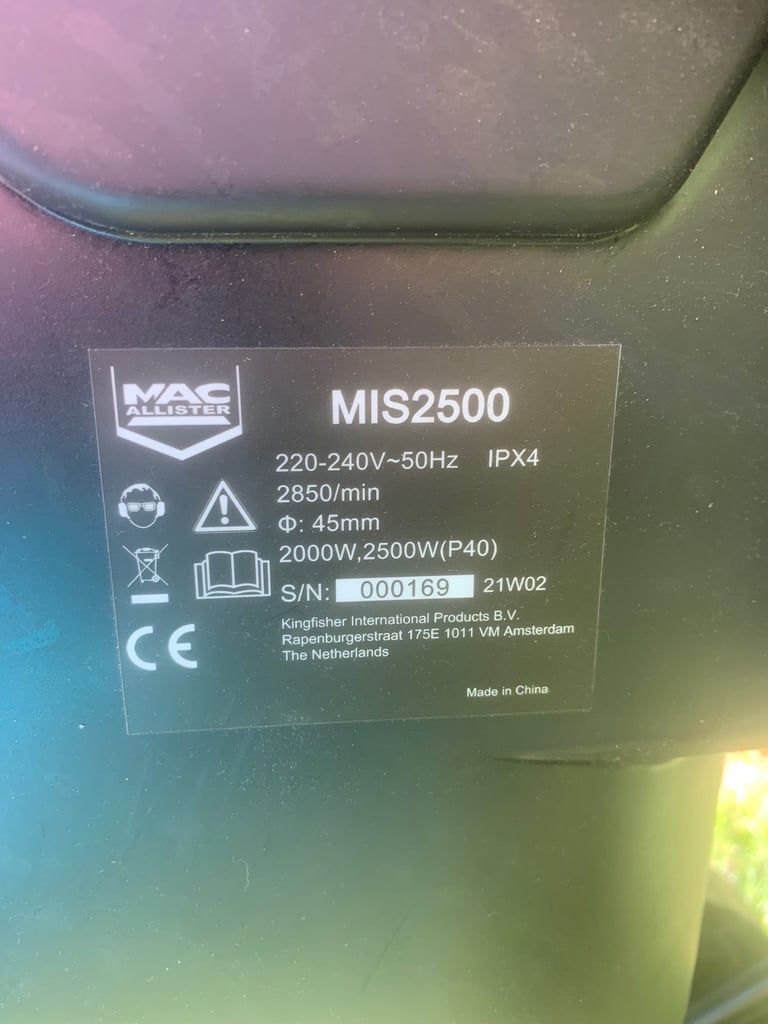 MAC
ALLISTER
MIS2500
220-240V~50Hz IPX4
2850/min
Φ: 45mm
2000W,2500W(P40)
S/N: 000169 21W02
Kingfisher International Products B.V.
Rapenburgerstraat 175E 1011 VM Amsterdam
The Netherlands
CE
Made in China